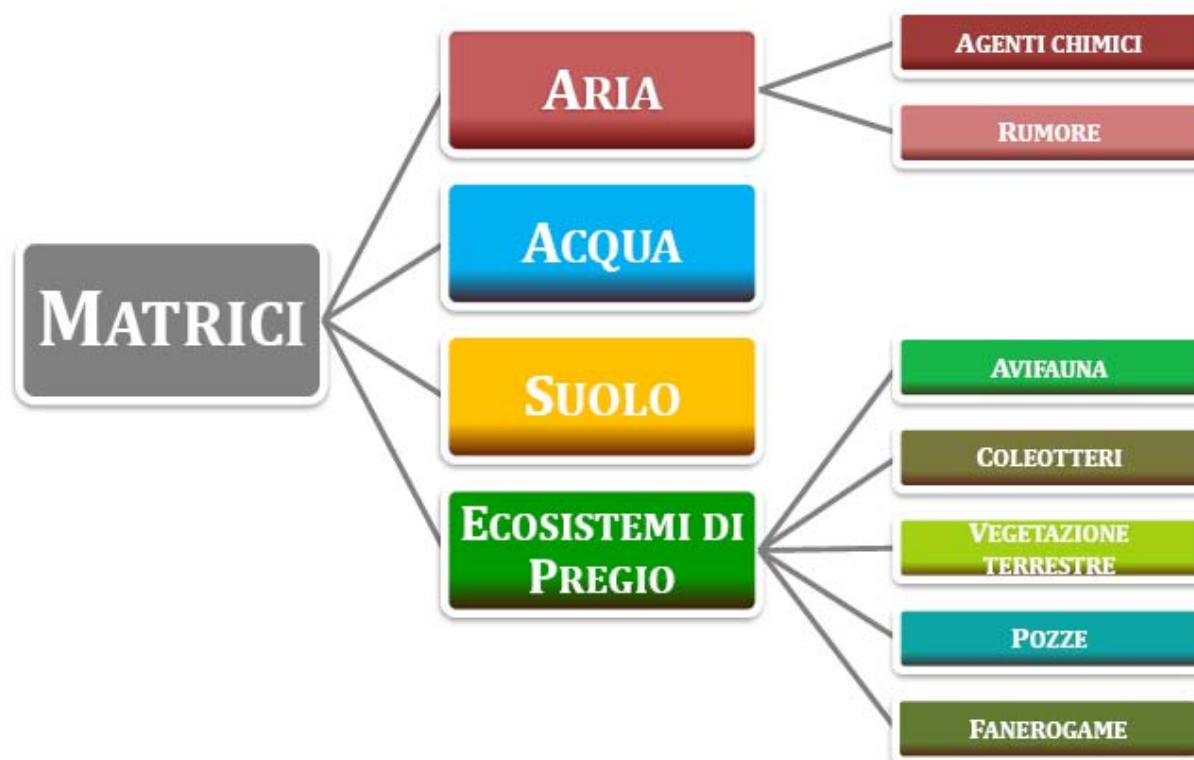 MATRICI
ARIA
AGENTI CHIMICI
RUMORE
ACQUA
SUOLO
ECOSISTEMI DI
PREGIO
AVIFAUNA
COLEOTTERI
VEGETAZIONE
TERRESTRE
POZZE
FANEROGAME